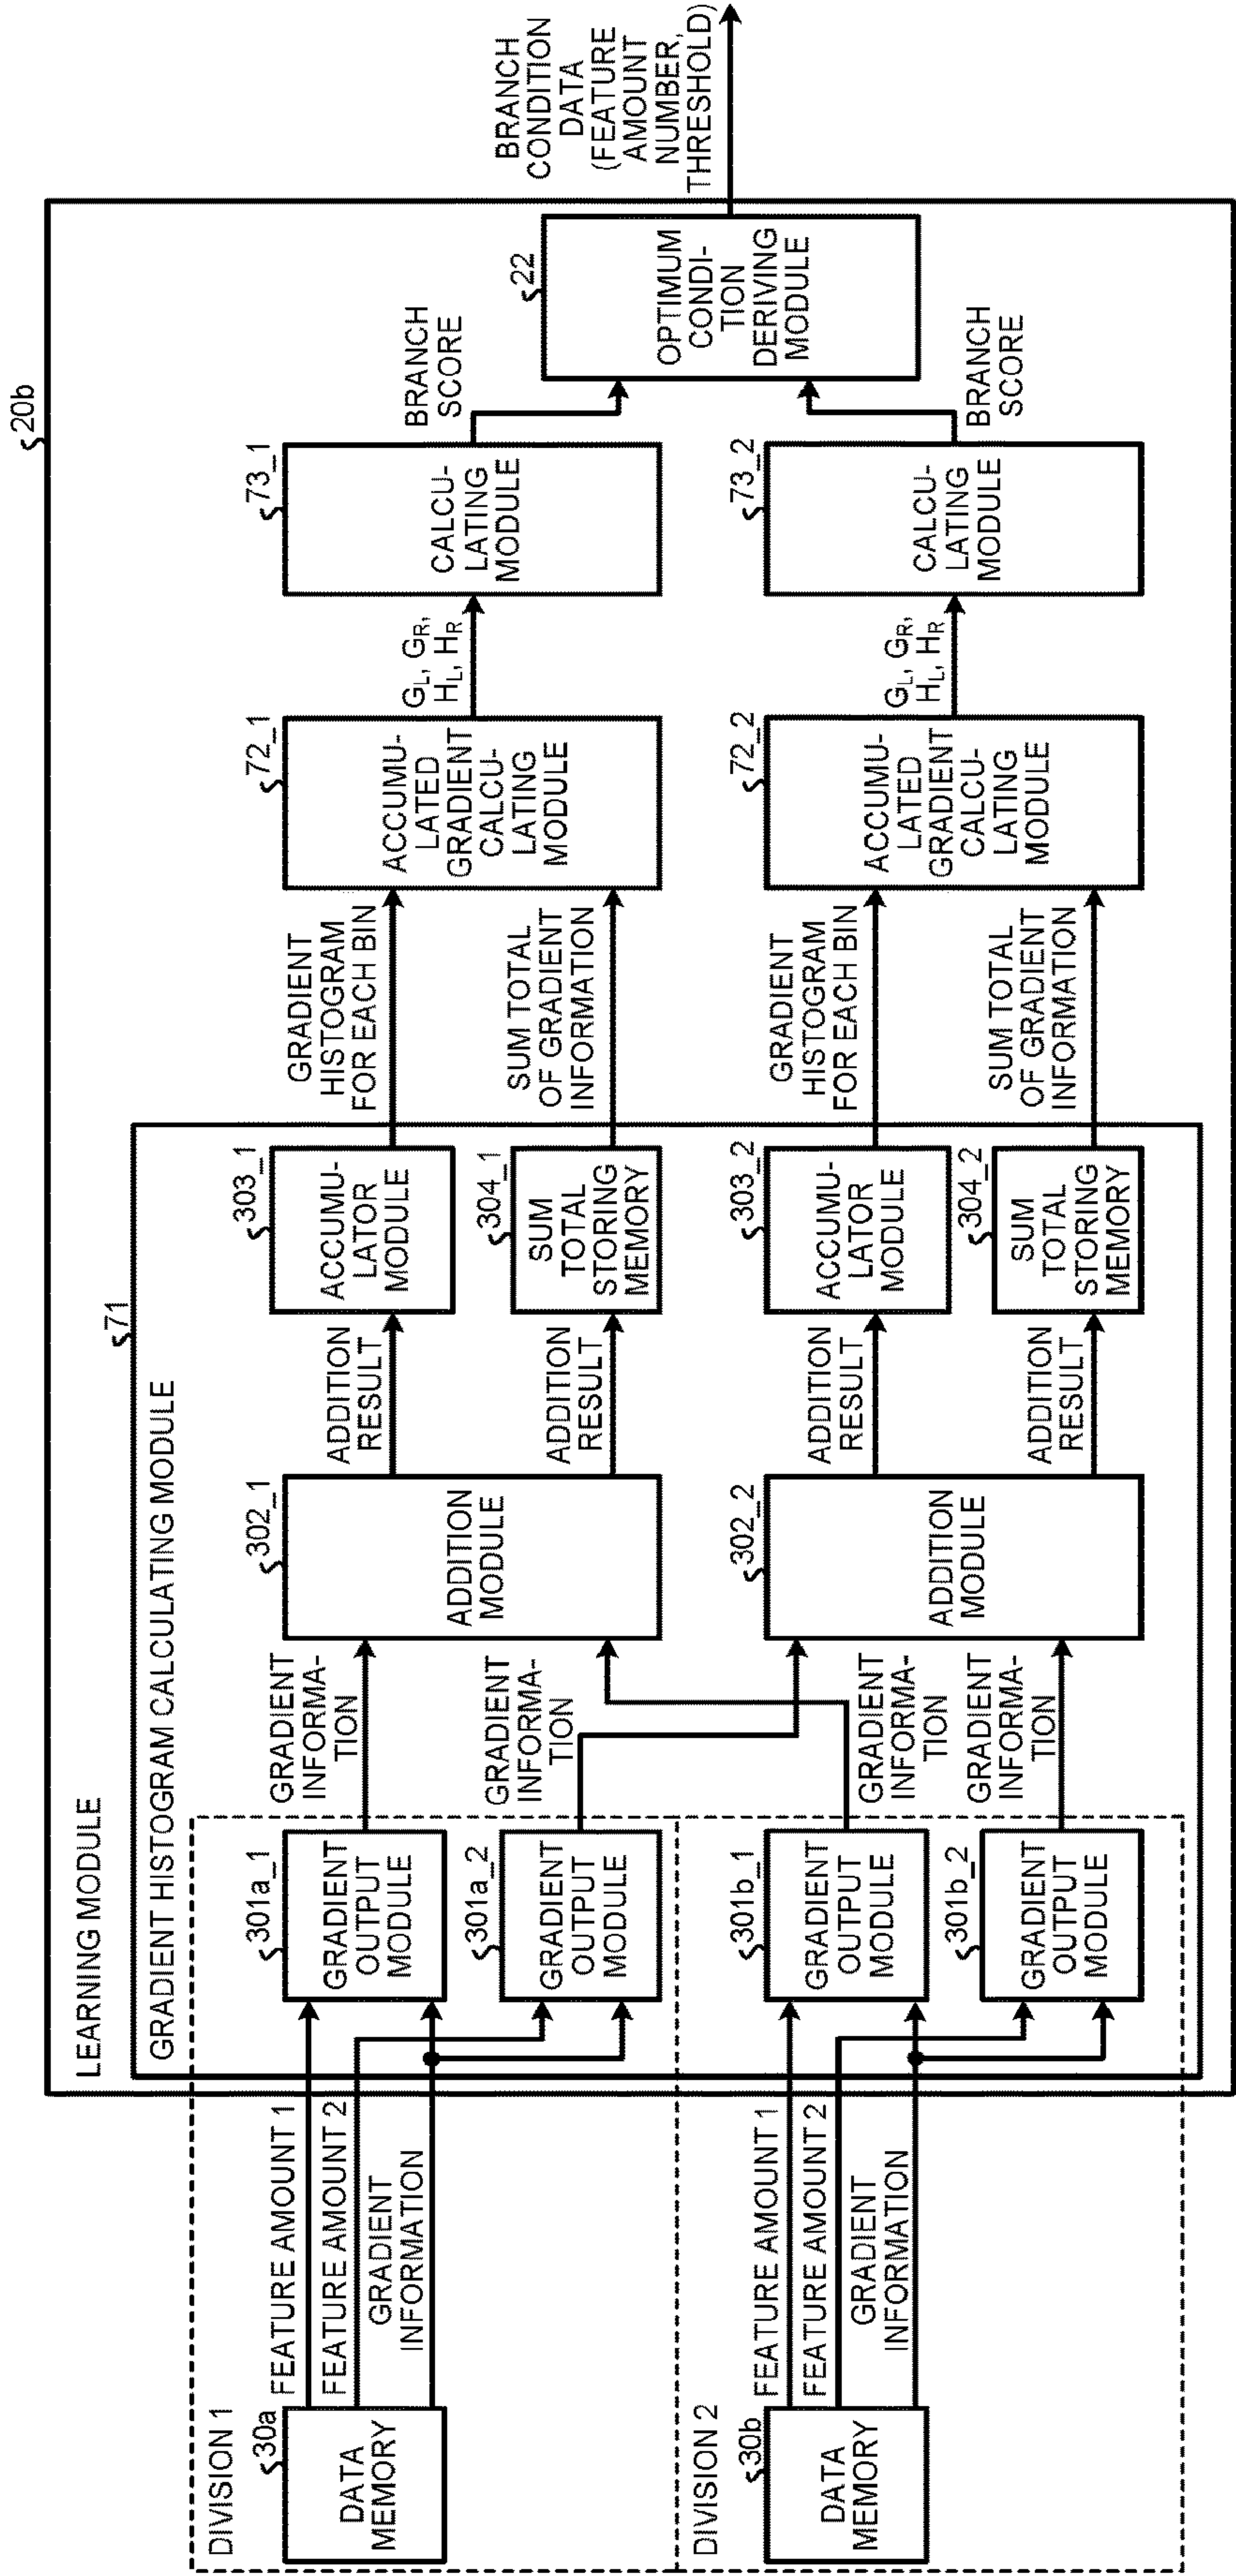 20b
LEARNING MODULE
71
GRADIENT HISTOGRAM CALCULATING MODULE
DIVISION 1
30a
DATA
MEMORY
FEATURE AMOUNT 1
FEATURE AMOUNT 2
GRADIENT
INFORMATION
301a_1
GRADIENT
OUTPUT
MODULE
301a_2
GRADIENT
OUTPUT
MODULE
GRADIENT
INFORMA-
TION
GRADIENT
INFORMA-
TION
302_1
ADDITION
MODULE
ADDITION
RESULT
ADDITION
RESULT
303_1
ACCUMU-
LATOR
MODULE
304_1
SUM
TOTAL
STORING
MEMORY
GRADIENT
HISTOGRAM
FOR EACH BIN
SUM TOTAL
OF GRADIENT
INFORMATION
72_1
ACCUMU-
LATED
GRADIENT
CALCU-
LATING
MODULE
GL, GR,
HL, HR
73_1
CALCU-
LATING
MODULE
BRANCH
SCORE
DIVISION 2
30b
DATA
MEMORY
FEATURE AMOUNT 1
FEATURE AMOUNT 2
GRADIENT
INFORMATION
301b_1
GRADIENT
OUTPUT
MODULE
301b_2
GRADIENT
OUTPUT
MODULE
GRADIENT
INFORMA-
TION
GRADIENT
INFORMA-
TION
302_2
ADDITION
MODULE
ADDITION
RESULT
ADDITION
RESULT
303_2
ACCUMU-
LATOR
MODULE
304_2
SUM
TOTAL
STORING
MEMORY
GRADIENT
HISTOGRAM
FOR EACH BIN
SUM TOTAL
OF GRADIENT
INFORMATION
72_2
ACCUMU-
LATED
GRADIENT
CALCU-
LATING
MODULE
GL, GR,
HL, HR
73_2
CALCU-
LATING
MODULE
BRANCH
SCORE
22
OPTIMUM
CONDI-
TION
DERIVING
MODULE
BRANCH
CONDITION
DATA
(FEATURE
AMOUNT
NUMBER,
THRESHOLD)